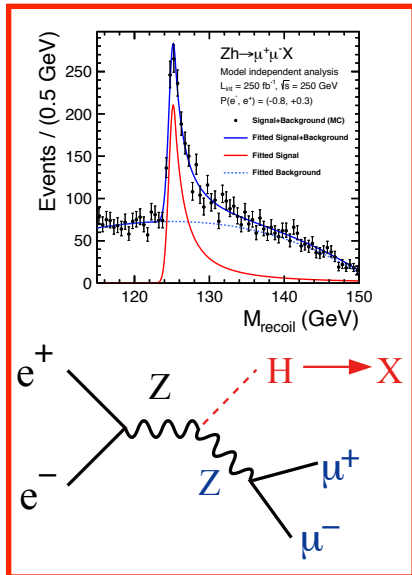 Zh→μ⁺μ⁻X
Model independent analysis
L_int = 250 fb⁻¹, √s = 250 GeV
P(e⁻, e⁺) = (-0.8, +0.3)
Signal+Background (MC)
Fitted Signal+Background
Fitted Signal
Fitted Background
Events / (0.5 GeV)
250
200
150
100
50
0
120 130 140 150
M_recoil (GeV)
e⁺
Z
H → X
e⁻
Z
μ⁺
μ⁻